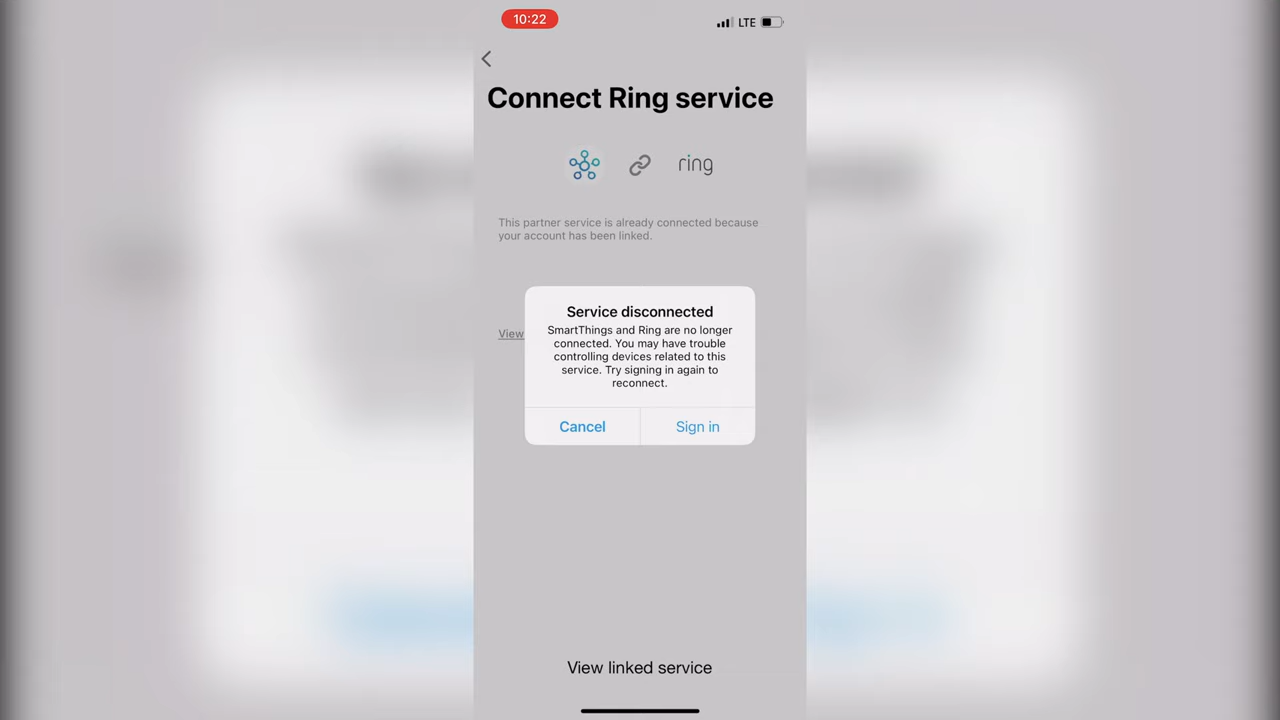 10:22
LTE
Connect Ring service
ring
This partner service is already connected because
your account has been linked.
View
Service disconnected
SmartThings and Ring are no longer
connected. You may have trouble
controlling devices related to this
service. Try signing in again to
reconnect.
Cancel
Sign in
View linked service